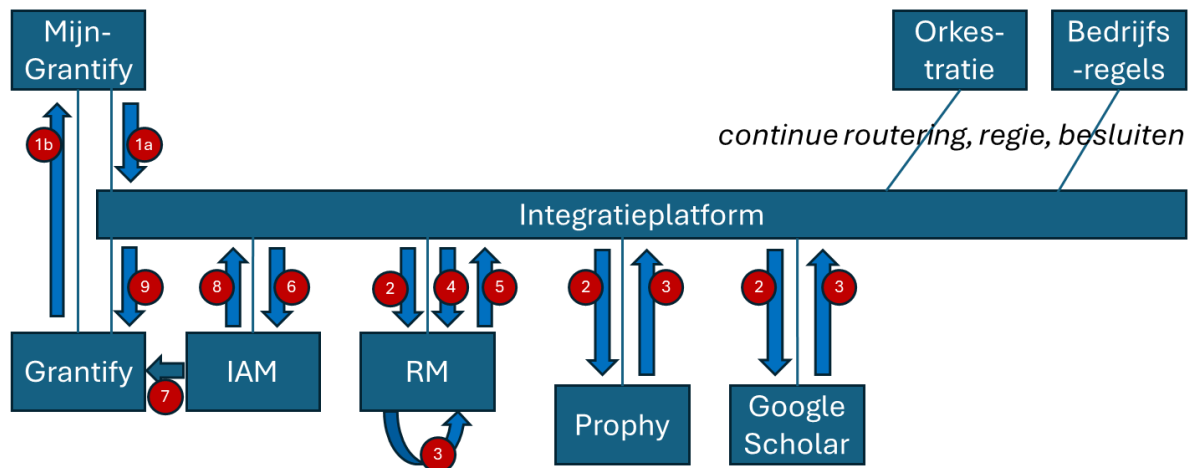 Mijn-
Grantify
Orkes-
tratie
Bedrijfs
-regels
1b
1a
continue routering, regie, besluiten
Integratieplatform
9
8
6
2
4
5
2
3
2
3
Grantify
IAM
RM
7
Prophy
Google
Scholar
3